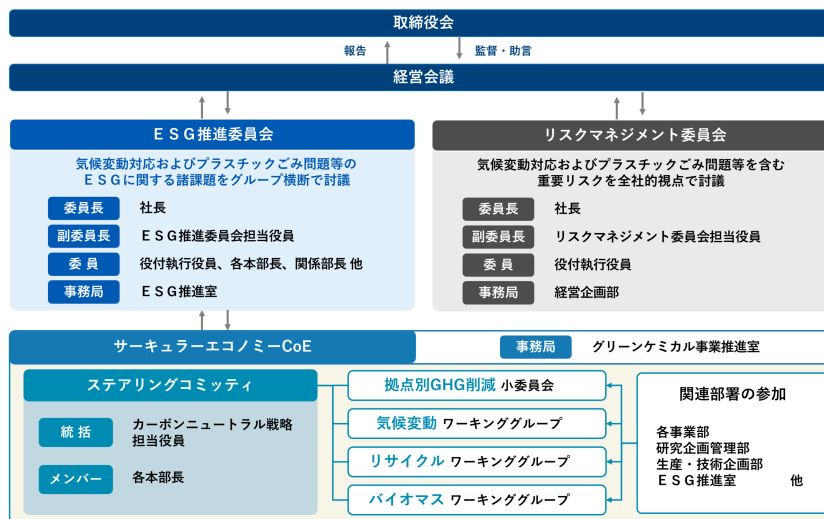 取締役会
報告
監督・助言
経営会議
ＥＳＧ推進委員会
気候変動対応およびプラスチックごみ問題等の
ＥＳＧに関する諸課題をグループ横断で討議
委員長 社長
副委員長 ＥＳＧ推進委員会担当役員
委 員 役付執行役員、各本部長、関係部長 他
事務局 ＥＳＧ推進室
リスクマネジメント委員会
気候変動対応およびプラスチックごみ問題等を含む
重要リスクを全社的視点で討議
委員長 社長
副委員長 リスクマネジメント委員会担当役員
委 員 役付執行役員
事務局 経営企画部
サーキュラーエコノミーCoE
事務局 グリーンケミカル事業推進室
ステアリングコミッティ
統 括 カーボンニュートラル戦略
担当役員
メンバー 各本部長
拠点別GHG削減 小委員会
気候変動 ワーキンググループ
リサイクル ワーキンググループ
バイオマス ワーキンググループ
関連部署の参加
各事業部
研究企画管理部
生産・技術企画部
ＥＳＧ推進室 他